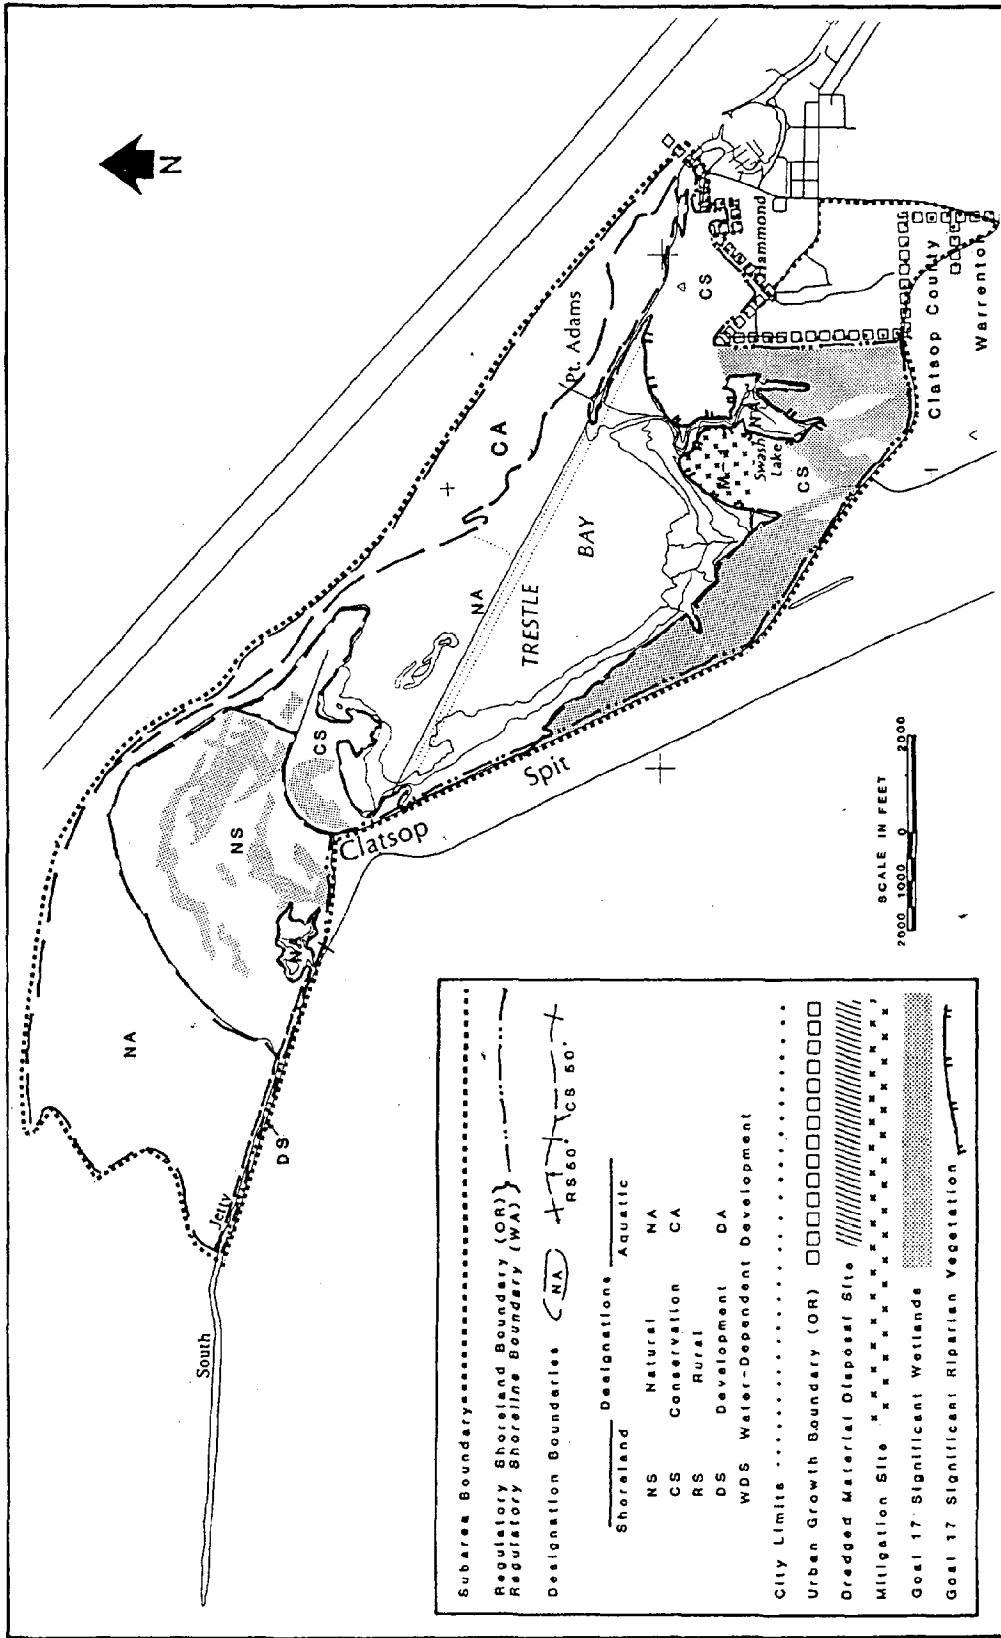 N
NA
NS
CS
NA
CA
NA
Pt. Adams
TRESTLE BAY
CS
Hammond
NA
M
Swash
Lake
CS
Clatsop County
Warrenton
Clatsop Spit
DS
South Jetty
SCALE IN FEET
2000 1000 0 2000
Subarea Boundary
Regulatory Shoreland Boundary (OR)
Regulatory Shoreline Boundary (WA)
Designation Boundaries (NA) RS 50' CS 50'
Designations
Shoreland Aquatic
NS Natural NA
CS Conservation CA
RS Rural
DS Development DA
WDS Water-Dependent Development
City Limits
Urban Growth Boundary (OR)
Dredged Material Disposal Site
Mitigation Site
Goal 17 Significant Wetlands
Goal 17 Significant Riparian Vegetation